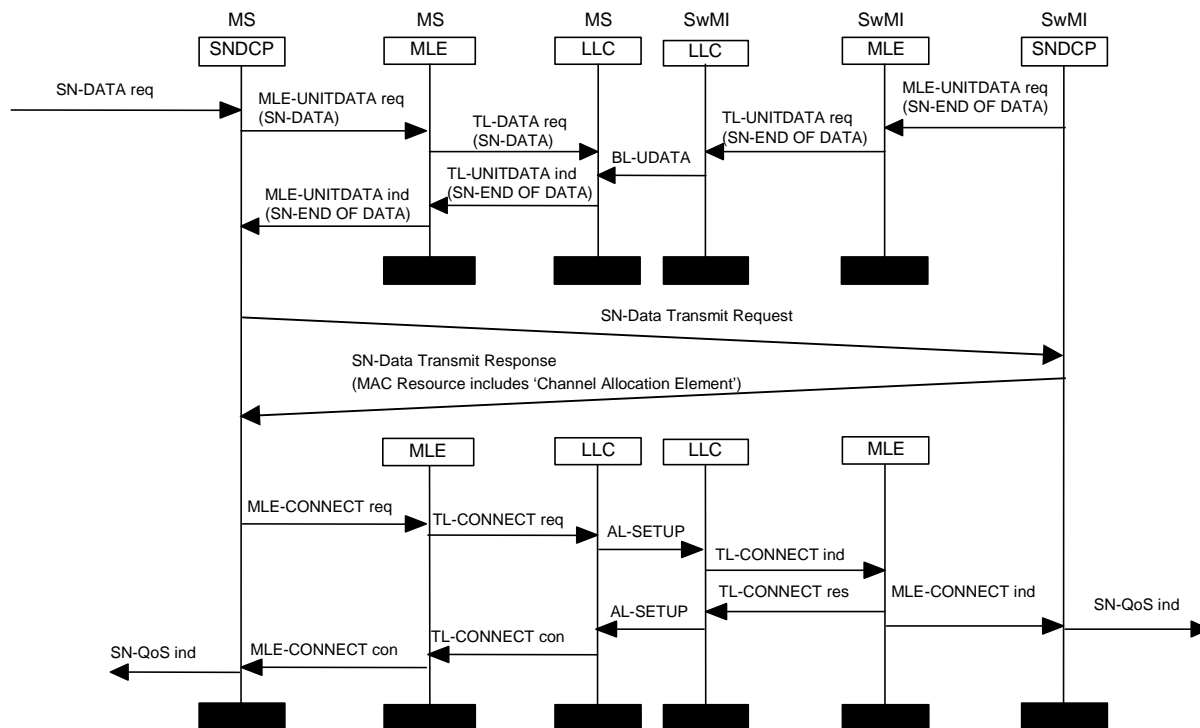 MS
MS
MS
SwMI
SwMI
SwMI
SNDCP
MLE
LLC
LLC
MLE
SNDCP
SN-DATA req
MLE-UNITDATA req
(SN-DATA)
TL-DATA req
(SN-DATA)
MLE-UNITDATA req
(SN-END OF DATA)
TL-UNITDATA req
(SN-END OF DATA)
BL-UDATA
TL-UNITDATA ind
(SN-END OF DATA)
MLE-UNITDATA ind
(SN-END OF DATA)
SN-Data Transmit Request
SN-Data Transmit Response
(MAC Resource includes ‘Channel Allocation Element’)
MLE
LLC
LLC
MLE
MLE-CONNECT req
TL-CONNECT req
AL-SETUP
TL-CONNECT ind
TL-CONNECT res
MLE-CONNECT ind
SN-QoS ind
AL-SETUP
TL-CONNECT con
MLE-CONNECT con
SN-QoS ind